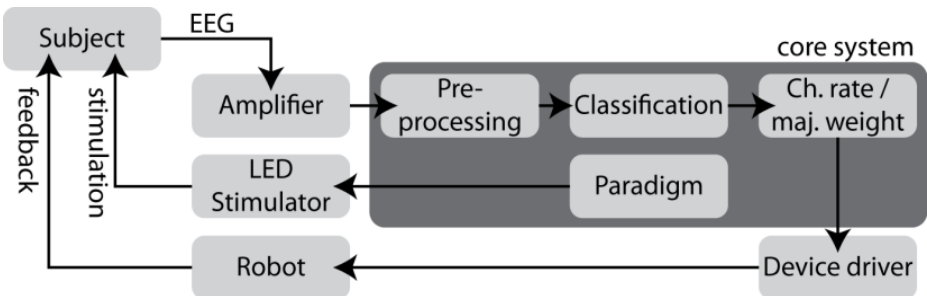 Subject
EEG
core system
Amplifier
Pre-
processing
Classification
Ch. rate /
maj. weight
feedback
stimulation
LED
Stimulator
Paradigm
Robot
Device driver